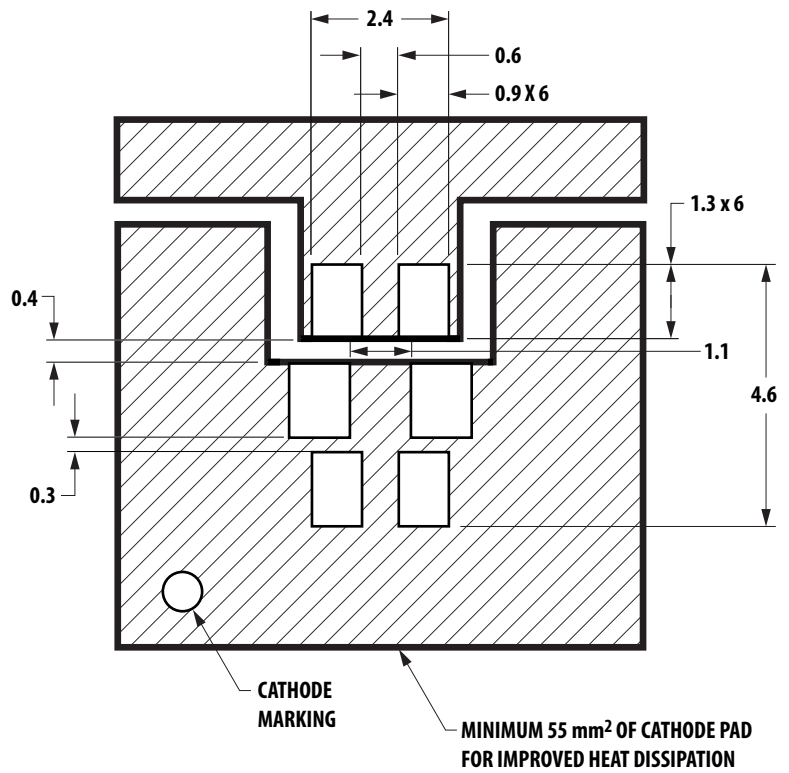 2.4
0.6
0.9 X 6
1.3 x 6
0.4
1.1
4.6
0.3
CATHODE
MARKING
MINIMUM 55 mm² OF CATHODE PAD
FOR IMPROVED HEAT DISSIPATION